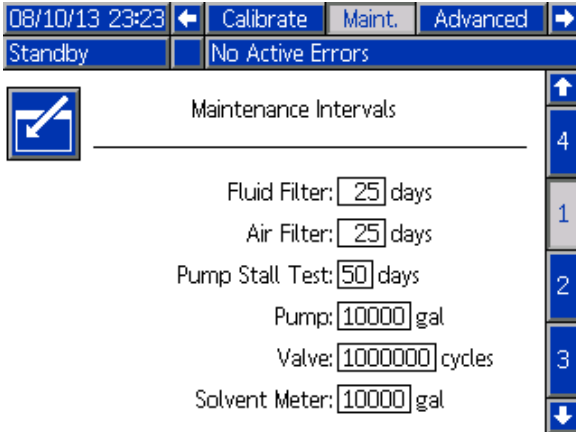 08/10/13 23:23 Calibrate Maint. Advanced
Standby No Active Errors
Maintenance Intervals
4
Fluid Filter: 25 days
1
Air Filter: 25 days
Pump Stall Test: 50 days
2
Pump: 10000 gal
Valve: 1000000 cycles
3
Solvent Meter: 10000 gal